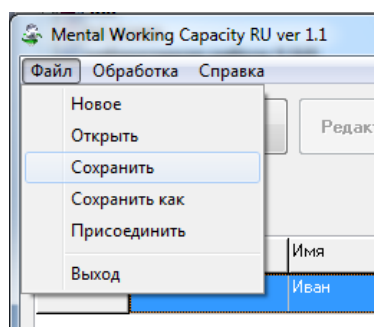 Mental Working Capacity RU ver 1.1
Файл Обработка Справка
Новое
Открыть
Сохранить
Сохранить как
Присоединить
Выход
Имя
Иван